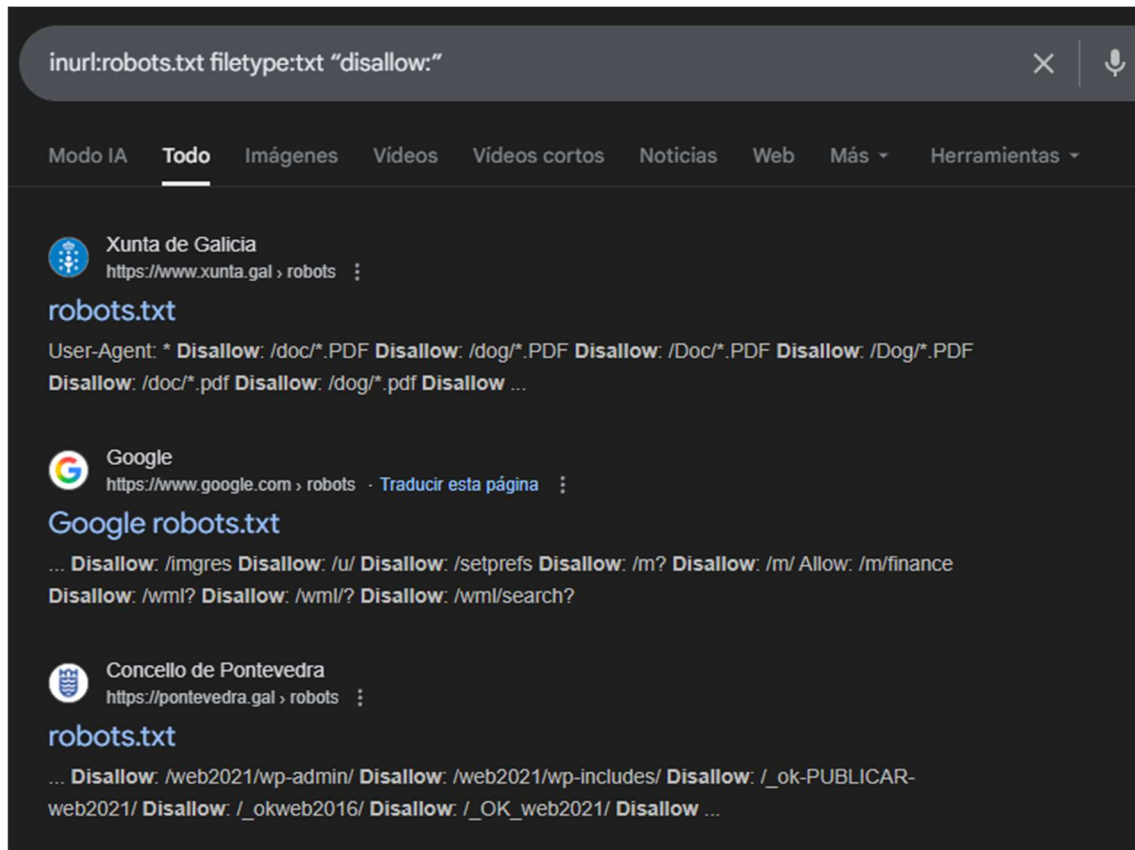 inurl:robots.txt filetype:txt “disallow:”
Modo IA Todo Imágenes Vídeos Vídeos cortos Noticias Web Más Herramientas
Xunta de Galicia
https://www.xunta.gal › robots
robots.txt
User-Agent: * Disallow: /doc/*.PDF Disallow: /dog/*.PDF Disallow: /Doc/*.PDF Disallow: /Dog/*.PDF
Disallow: /doc/*.pdf Disallow: /dog/*.pdf Disallow ...
Google
https://www.google.com › robots · Traducir esta página
Google robots.txt
... Disallow: /imgres Disallow: /u/ Disallow: /setprefs Disallow: /m? Disallow: /m/ Allow: /m/finance
Disallow: /wml? Disallow: /wml/? Disallow: /wml/search?
Concello de Pontevedra
https://pontevedra.gal › robots
robots.txt
... Disallow: /web2021/wp-admin/ Disallow: /web2021/wp-includes/ Disallow: /_ok-PUBLICAR-
web2021/ Disallow: /_okweb2016/ Disallow: /_OK_web2021/ Disallow ...